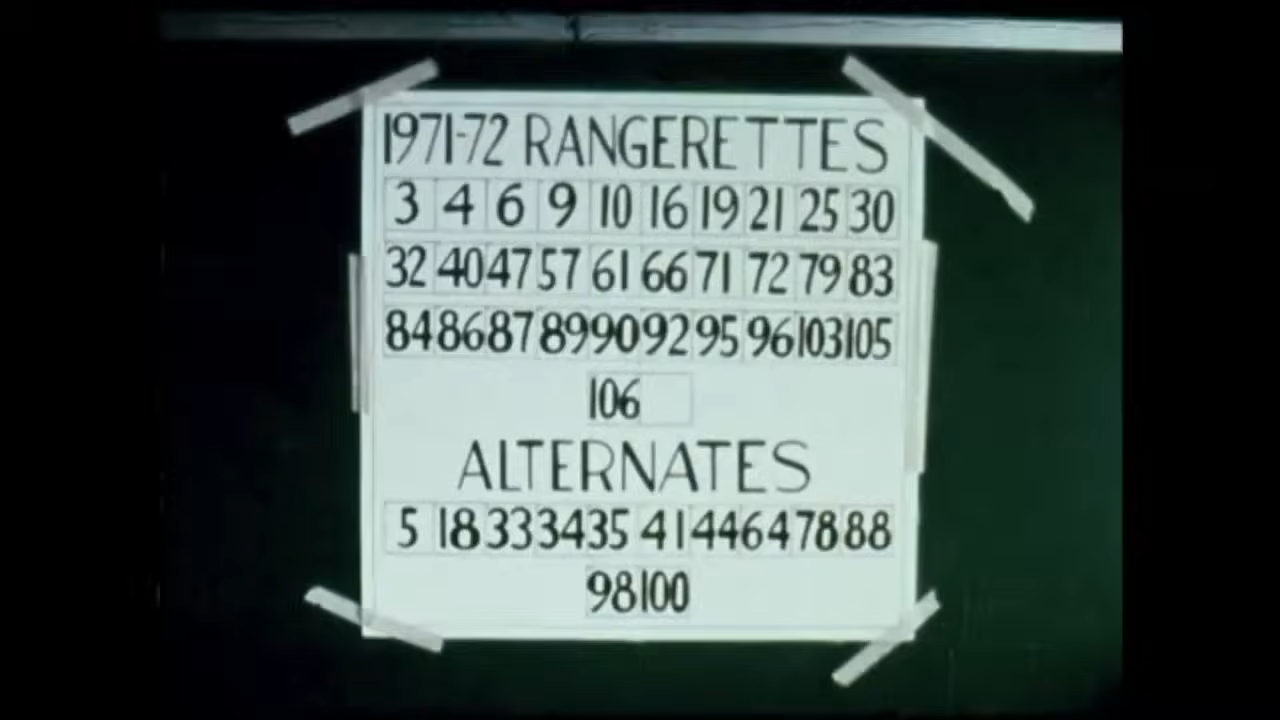 1971-72 RANGERETTES
3 4 6 9 10 16 19 21 25 30
32 40 47 57 61 66 71 72 79 83
84 86 87 89 90 92 95 96 103 105
106
ALTERNATES
5 18 33 34 35 41 44 64 78 88
98 100